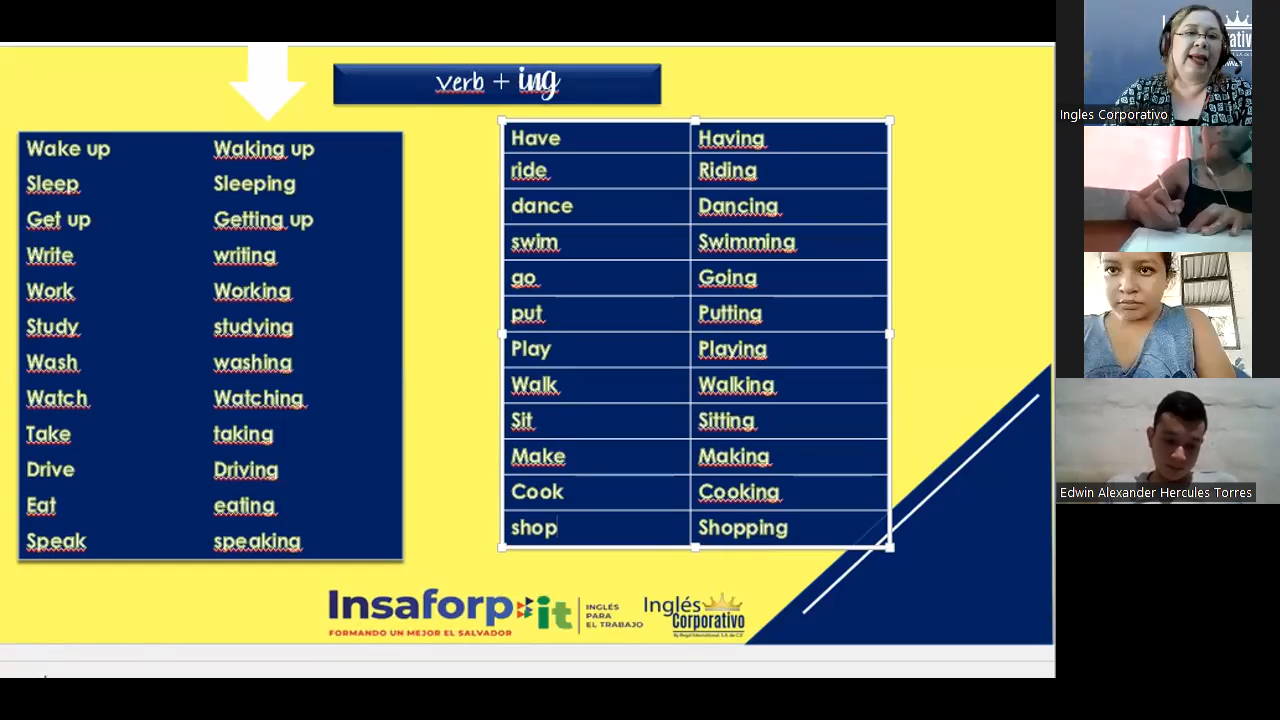 verb + ing
Wake up Waking up
Sleep Sleeping
Get up Getting up
Write writing
Work Working
Study studying
Wash washing
Watch Watching
Take taking
Drive Driving
Eat eating
Speak speaking
Have Having
ride Riding
dance Dancing
swim Swimming
go Going
put Putting
Play Playing
Walk Walking
Sit Sitting
Make Making
Cook Cooking
shop Shopping
Insaforp it
FORMANDO UN MEJOR EL SALVADOR
INGLÉS
PARA
EL TRABAJO
Inglés
Corporativo
Ingles Corporativo
Edwin Alexander Hercules Torres